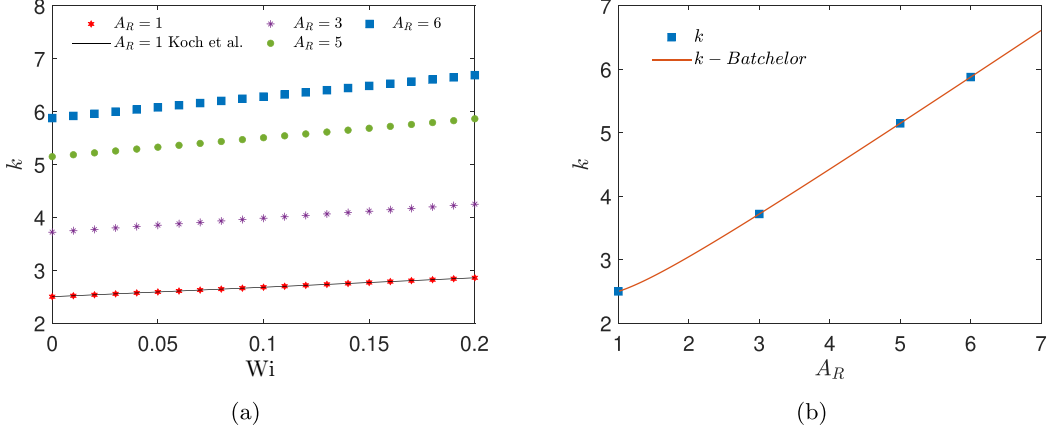 8
7
6
5
4
3
2
k
A_R = 1
A_R = 1 Koch et al.
A_R = 3
A_R = 5
A_R = 6
0
0.05
0.1
0.15
0.2
Wi
(a)
7
6
5
4
3
2
k
k
k − Batchelor
1
2
3
4
5
6
7
A_R
(b)